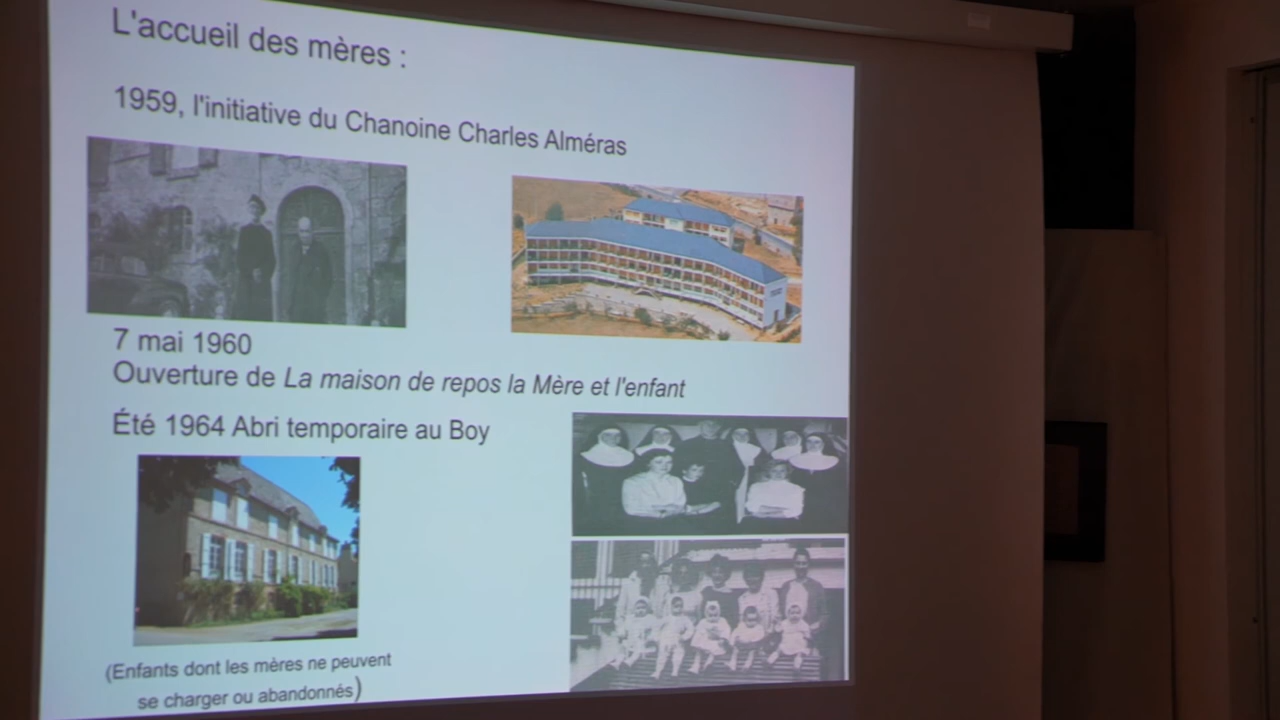 L'accueil des mères :
1959, l'initiative du Chanoine Charles Alméras
7 mai 1960
Ouverture de La maison de repos la Mère et l'enfant
Été 1964 Abri temporaire au Boy
(Enfants dont les mères ne peuvent
se charger ou abandonnés)